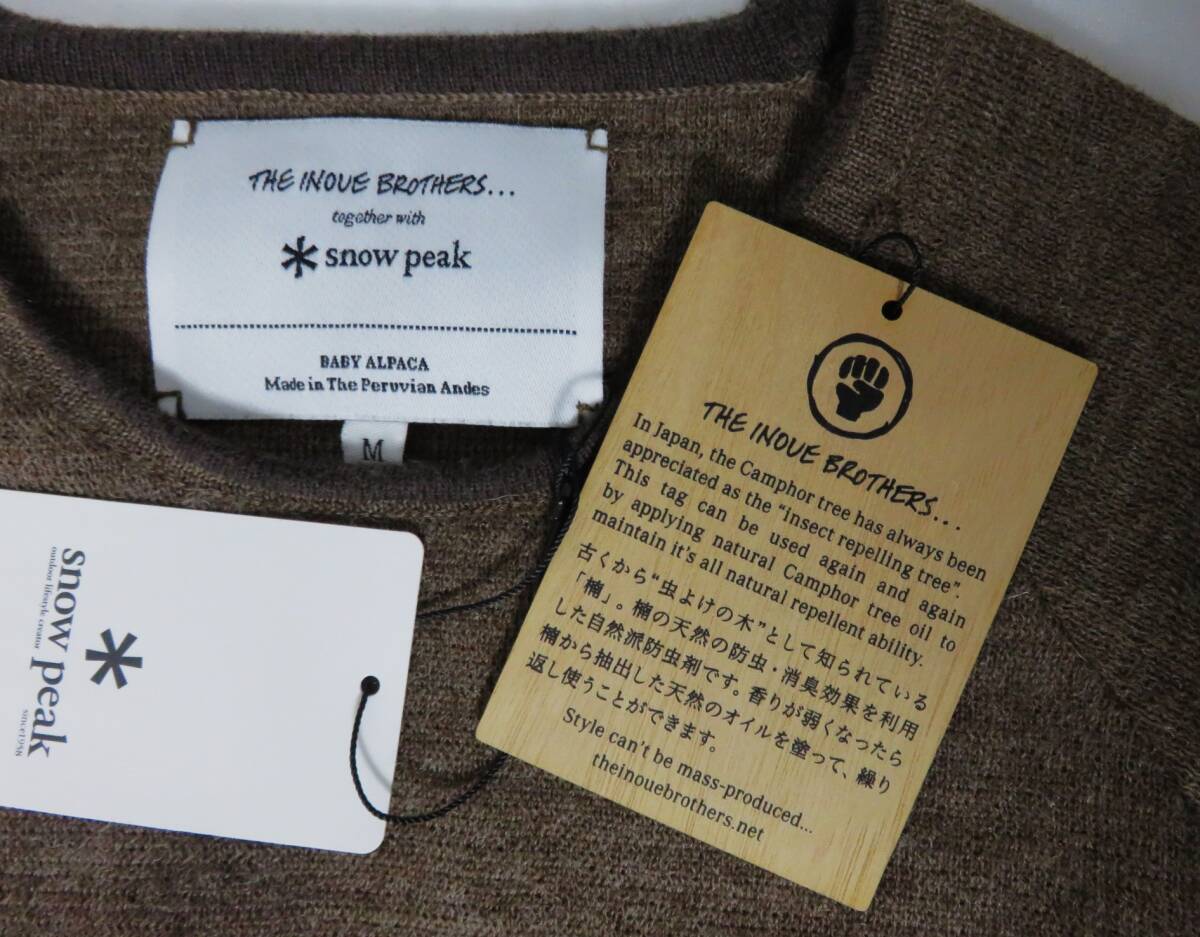 THE INOUE BROTHERS...
together with
snow peak
BABY ALPACA
Made in The Peruvian Andes
M
snow peak
outdoor lifestyle creator
since1958
THE INOUE BROTHERS...
In Japan, the Camphor tree has always been
appreciated as the “insect repelling tree”.
This tag can be used again and again
by applying natural Camphor tree oil to
maintain it's all natural repellent ability.
古くから“虫よけの木”として知られている
「楠」。楠の天然の防虫・消臭効果を利用
した自然派防虫剤です。香りが弱くなったら
楠から抽出した天然のオイルを塗って、繰り
返し使うことができます。
Style can't be mass-produced...
theinouebrothers.net